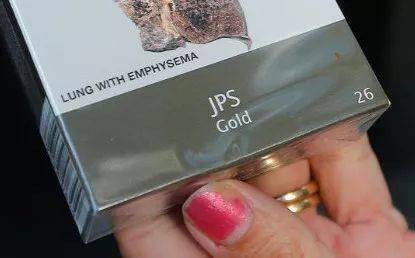 LUNG WITH EMPHYSEMA
JPS
Gold
26